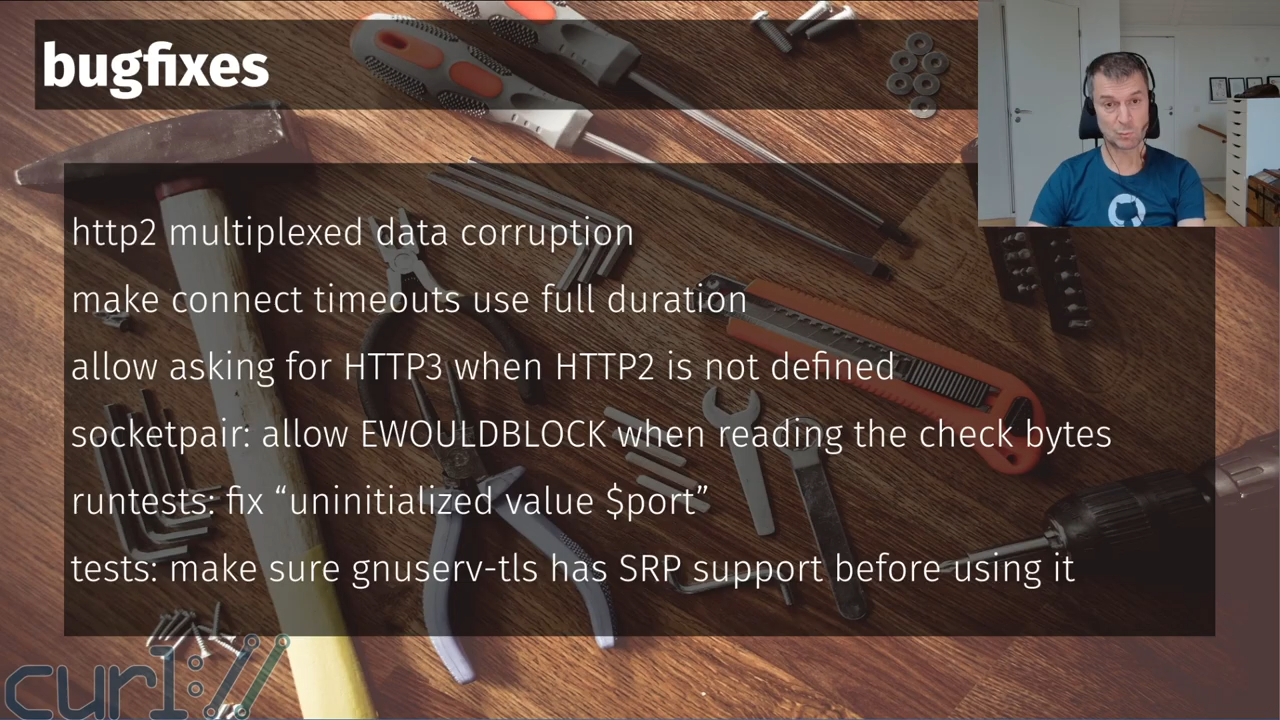 bugfixes
http2 multiplexed data corruption
make connect timeouts use full duration
allow asking for HTTP3 when HTTP2 is not defined
socketpair: allow EWOULDBLOCK when reading the check bytes
runtests: fix “uninitialized value $port”
tests: make sure gnuserv-tls has SRP support before using it
curl://